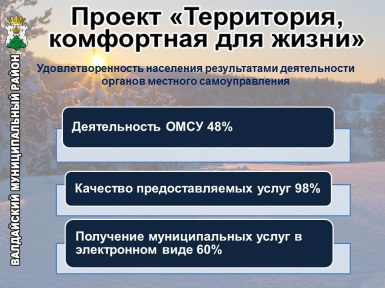 Проект «Территория,
комфортная для жизни»
Удовлетворенность населения результатами деятельности
органов местного самоуправления
ВАЛДАЙСКИЙ МУНИЦИПАЛЬНЫЙ РАЙОН
Деятельность ОМСУ 48%
Качество предоставляемых услуг 98%
Получение муниципальных услуг в
электронном виде 60%